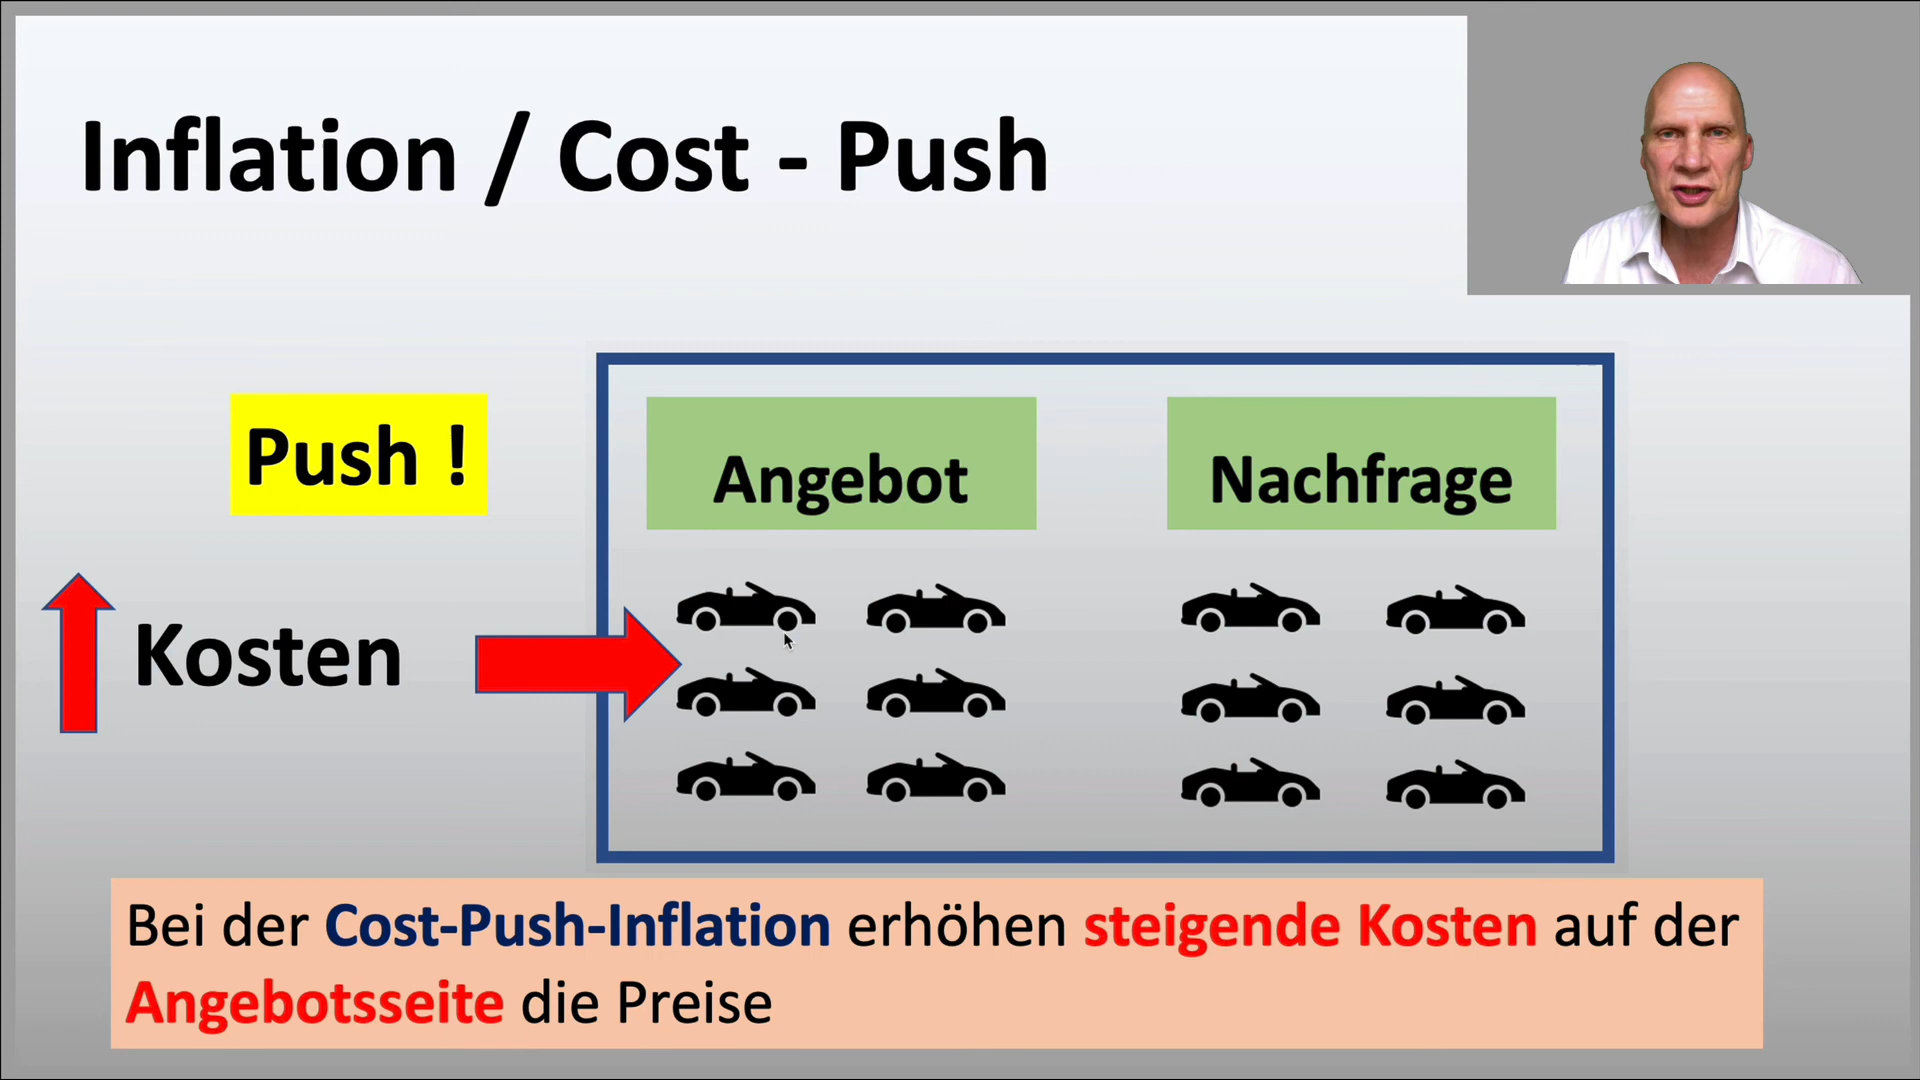 Inflation / Cost - Push
Push !
Angebot
Nachfrage
Kosten
Bei der Cost-Push-Inflation erhöhen steigende Kosten auf der
Angebotsseite die Preise